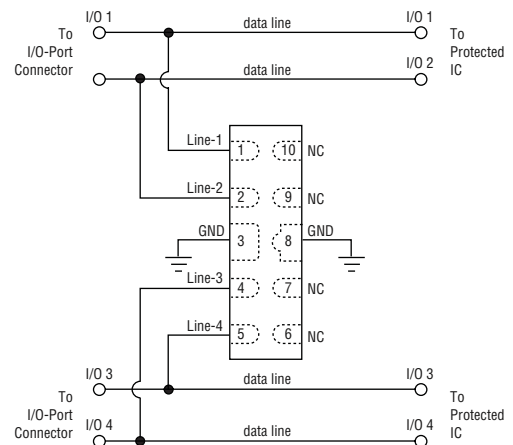 I/O 1 data line I/O 1
To I/O-Port Connector
To Protected IC
data line I/O 2
Line-1 1 10 NC
Line-2 2 9 NC
GND 3 8 GND
Line-3 4 7 NC
Line-4 5 6 NC
I/O 3 data line I/O 3
To I/O-Port Connector
To Protected IC
I/O 4 data line I/O 4